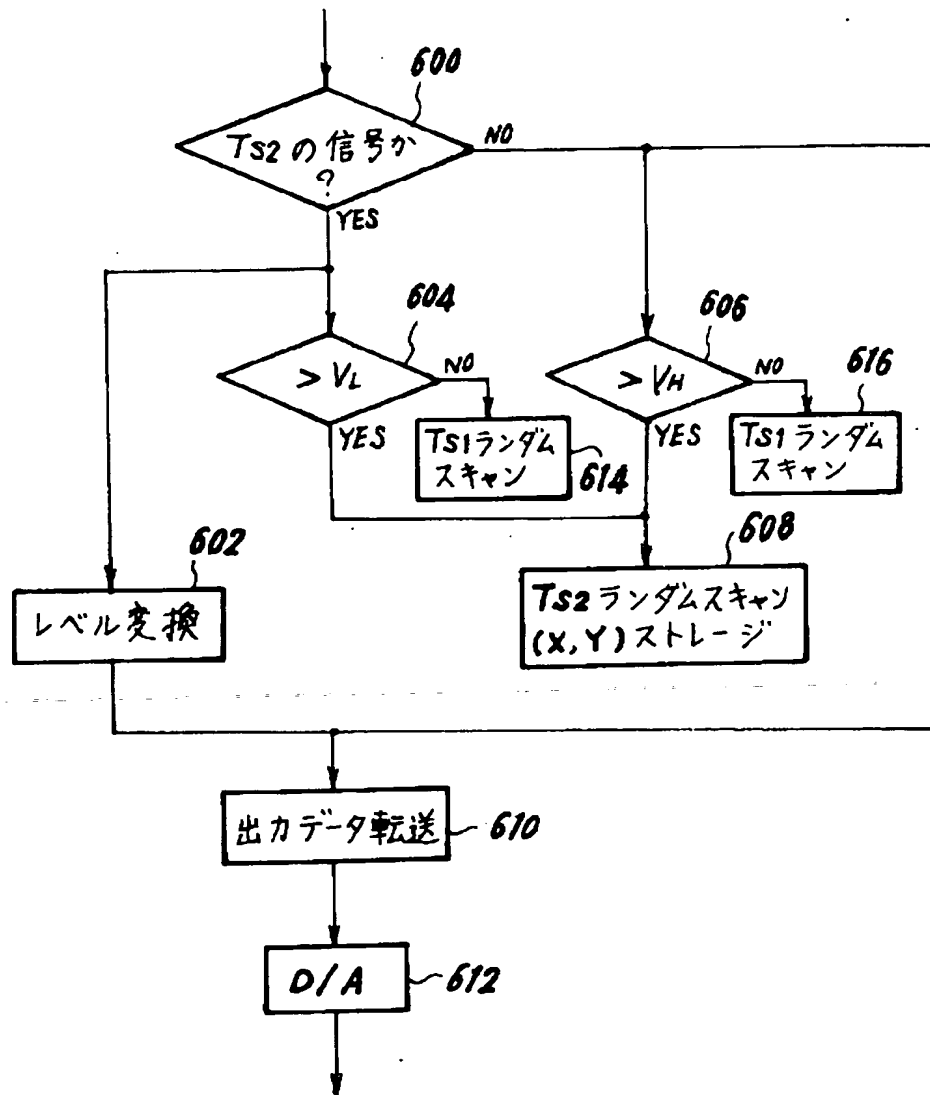 600
TS2の信号か
?
NO
YES
604
> VL
NO
YES
606
> VH
NO
YES
616
TS1ランダム
スキャン
614
TS1ランダム
スキャン
602
レベル変換
608
TS2ランダムスキャン
(X,Y)ストレージ
出力データ転送
610
D/A
612